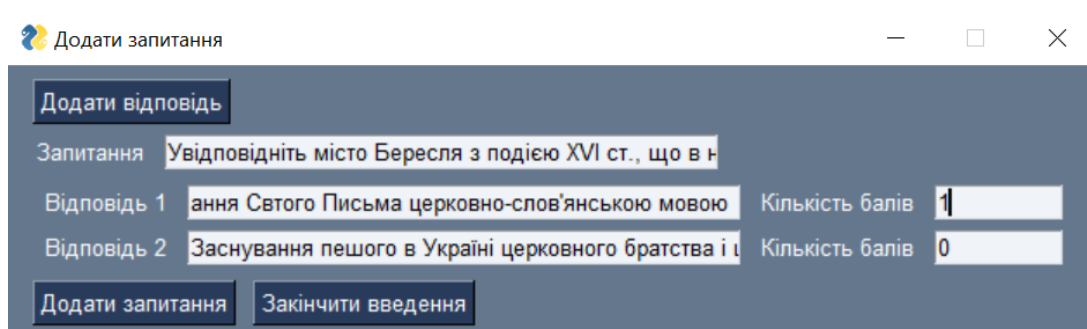 Додати запитання
Додати відповідь
Запитання Увідповідніть місто Бересля з подією XVI ст., що в н
Відповідь 1 ання Свтого Письма церковно-слов'янською мовою Кількість балів 1
Відповідь 2 Заснування пешого в Україні церковного братства і ц Кількість балів 0
Додати запитання Закінчити введення